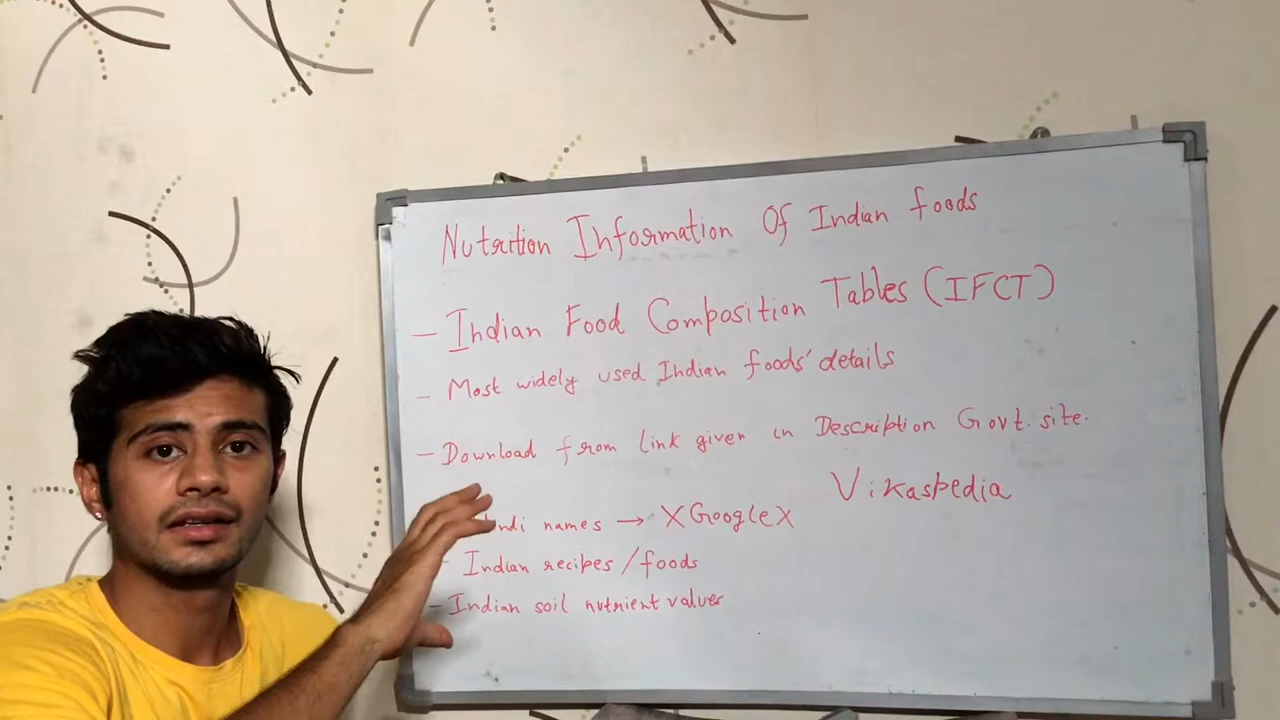 Nutrition Information Of Indian foods
- Indian Food Composition Tables (IFCT)
- Most widely used Indian foods' details
- Download from link given in Description Govt. site.
Vikaspedia
names → XGoogleX
- Indian recipes/foods
- Indian soil nutrient values